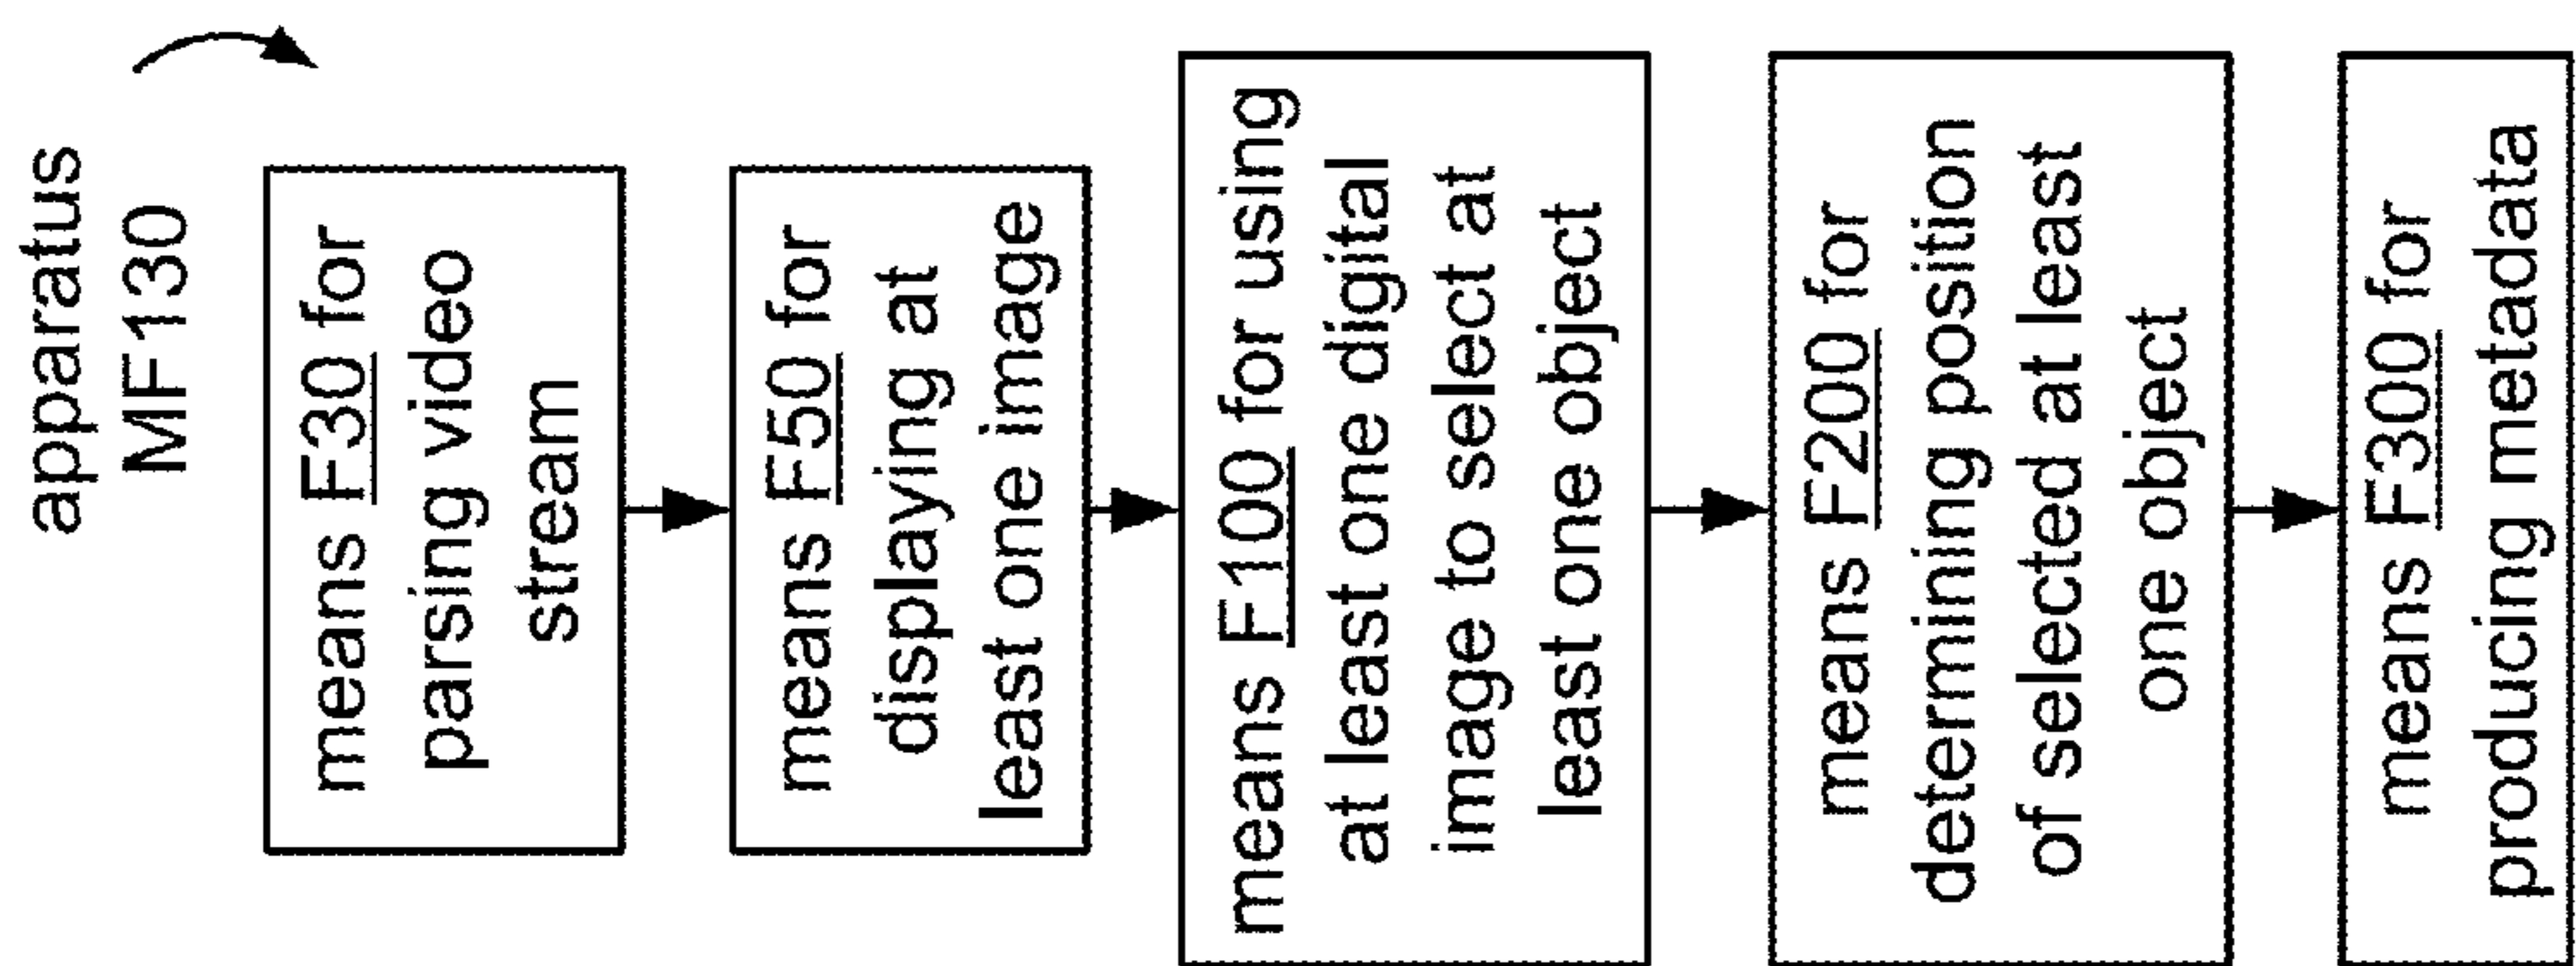 apparatus
MF130
means F30 for
parsing video
stream
means F50 for
displaying at
least one image
means F100 for using
at least one digital
image to select at
least one object
means F200 for
determining position
of selected at least
one object
means F300 for
producing metadata